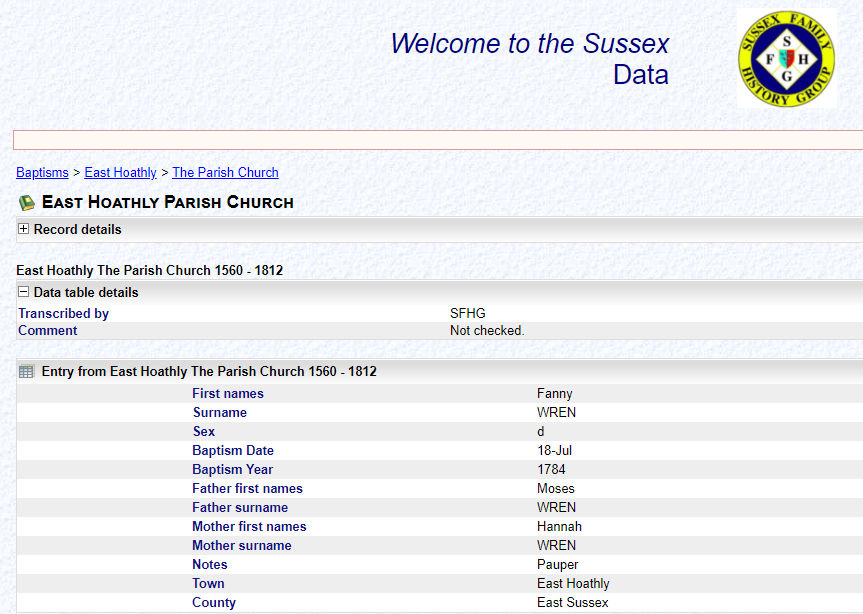 Welcome to the Sussex
Data
SUSSEX FAMILY
HISTORY GROUP
S
F H
G
Baptisms > East Hoathly > The Parish Church
East Hoathly Parish Church
Record details
East Hoathly The Parish Church 1560 - 1812
Data table details
Transcribed by SFHG
Comment Not checked.
Entry from East Hoathly The Parish Church 1560 - 1812
First names Fanny
Surname WREN
Sex d
Baptism Date 18-Jul
Baptism Year 1784
Father first names Moses
Father surname WREN
Mother first names Hannah
Mother surname WREN
Notes Pauper
Town East Hoathly
County East Sussex